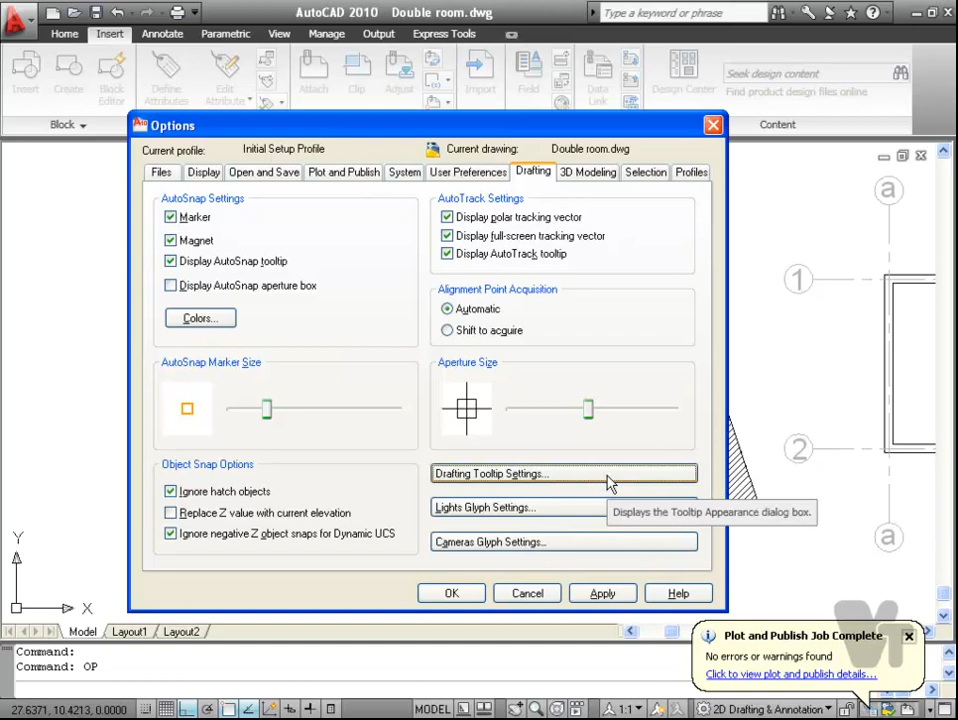 AutoCAD 2010 Double room.dwg
Type a keyword or phrase
Home Insert Annotate Parametric View Manage Output Express Tools
Insert Create Block Editor Define Attributes Edit Attribute Attach Clip Adjust Import Field Data Link Design Center
Seek design content
Find product design files online
Block Content
Options
Current profile: Initial Setup Profile Current drawing: Double room.dwg
Files Display Open and Save Plot and Publish System User Preferences Drafting 3D Modeling Selection Profiles
AutoSnap Settings
Marker
Magnet
Display AutoSnap tooltip
Display AutoSnap aperture box
Colors...
AutoSnap Marker Size
Object Snap Options
Ignore hatch objects
Replace Z value with current elevation
Ignore negative Z object snaps for Dynamic UCS
AutoTrack Settings
Display polar tracking vector
Display full-screen tracking vector
Display AutoTrack tooltip
Alignment Point Acquisition
Automatic
Shift to acquire
Aperture Size
Drafting Tooltip Settings...
Lights Glyph Settings...
Displays the Tooltip Appearance dialog box.
Cameras Glyph Settings...
OK Cancel Apply Help
a
1
2
a
Y
X
Model Layout1 Layout2
Command:
Command: OP
Plot and Publish Job Complete
No errors or warnings found
Click to view plot and publish details...
27.6371, 10.4213, 0.0000 MODEL 1:1 2D Drafting & Annotation